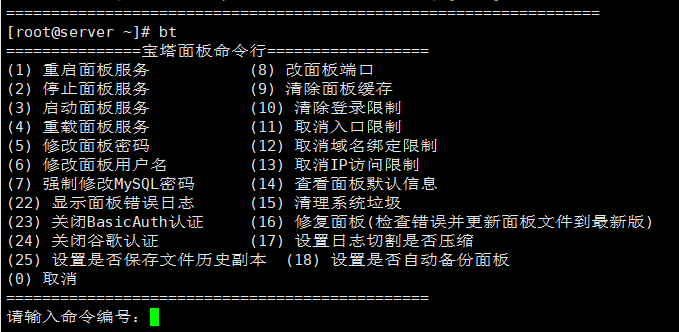 ==================================================================
[root@server ~]# bt
===============宝塔面板命令行==================
(1) 重启面板服务           (8) 改面板端口
(2) 停止面板服务           (9) 清除面板缓存
(3) 启动面板服务           (10) 清除登录限制
(4) 重载面板服务           (11) 取消入口限制
(5) 修改面板密码           (12) 取消域名绑定限制
(6) 修改面板用户名         (13) 取消IP访问限制
(7) 强制修改MySQL密码      (14) 查看面板默认信息
(22) 显示面板错误日志      (15) 清理系统垃圾
(23) 关闭BasicAuth认证     (16) 修复面板(检查错误并更新面板文件到最新版)
(24) 关闭谷歌认证          (17) 设置日志切割是否压缩
(25) 设置是否保存文件历史副本  (18) 设置是否自动备份面板
(0) 取消
===============================================
请输入命令编号：